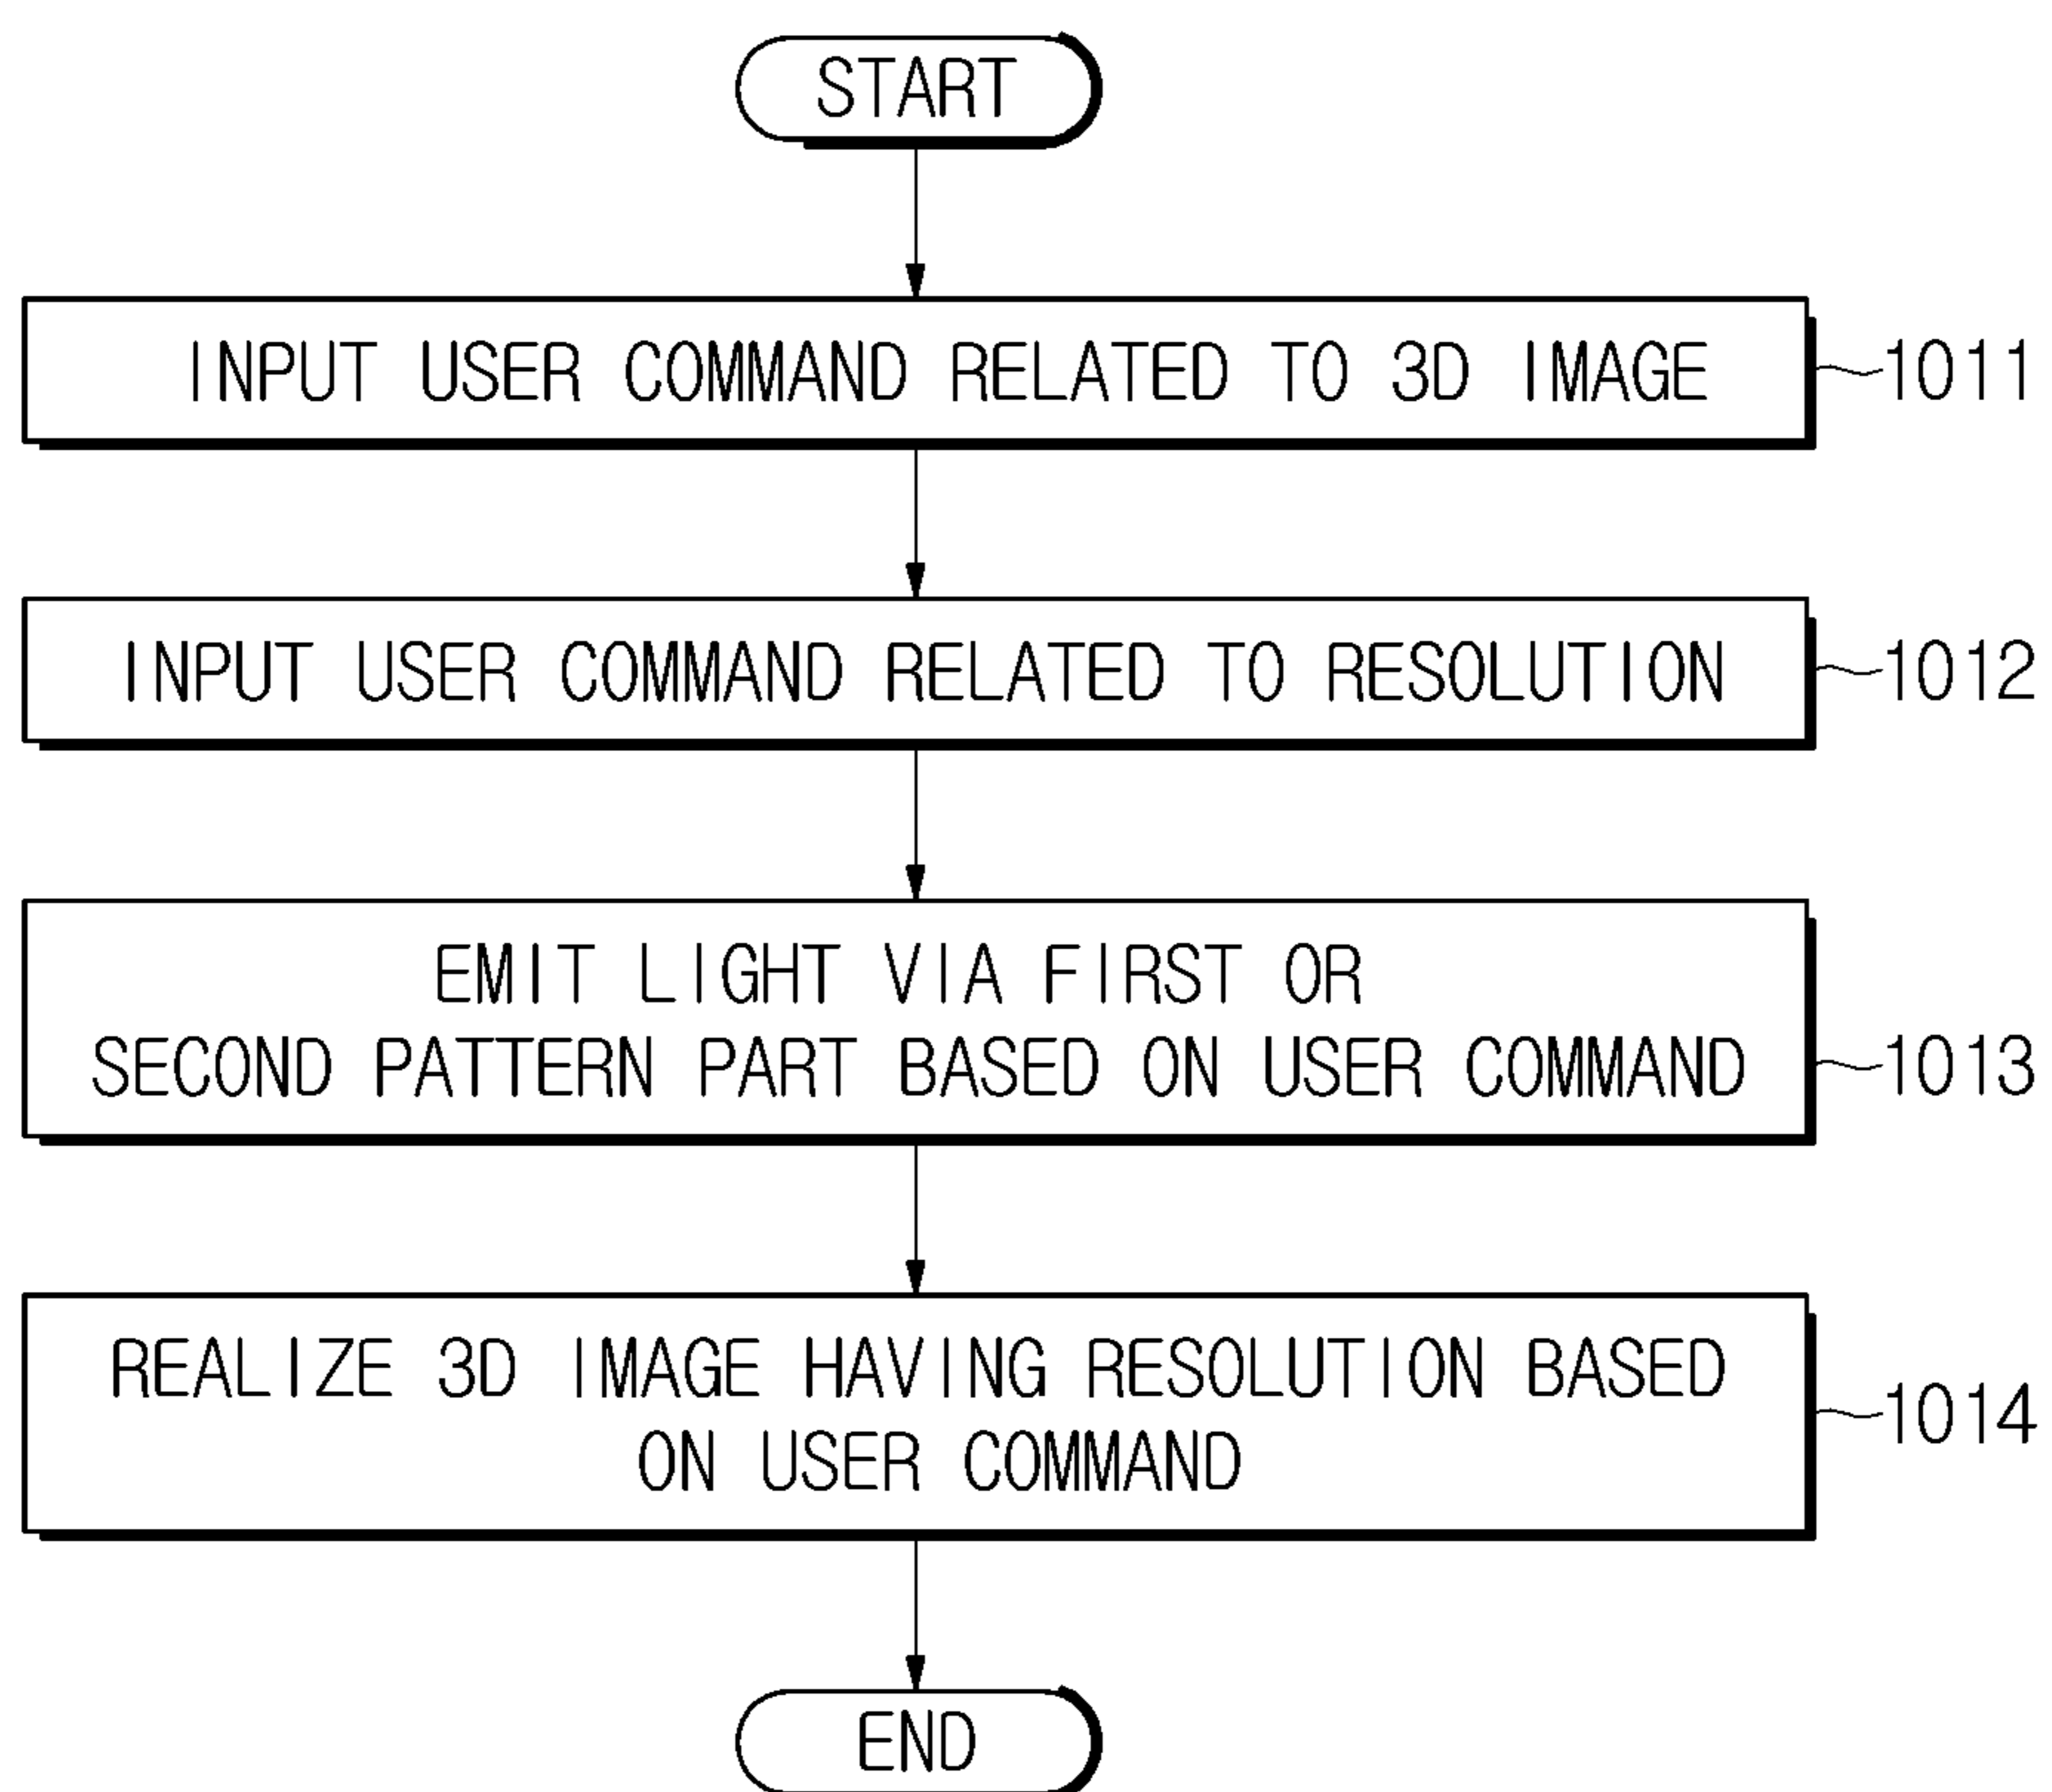 START
INPUT USER COMMAND RELATED TO 3D IMAGE
1011
INPUT USER COMMAND RELATED TO RESOLUTION
1012
EMIT LIGHT VIA FIRST OR
SECOND PATTERN PART BASED ON USER COMMAND
1013
REALIZE 3D IMAGE HAVING RESOLUTION BASED
ON USER COMMAND
1014
END